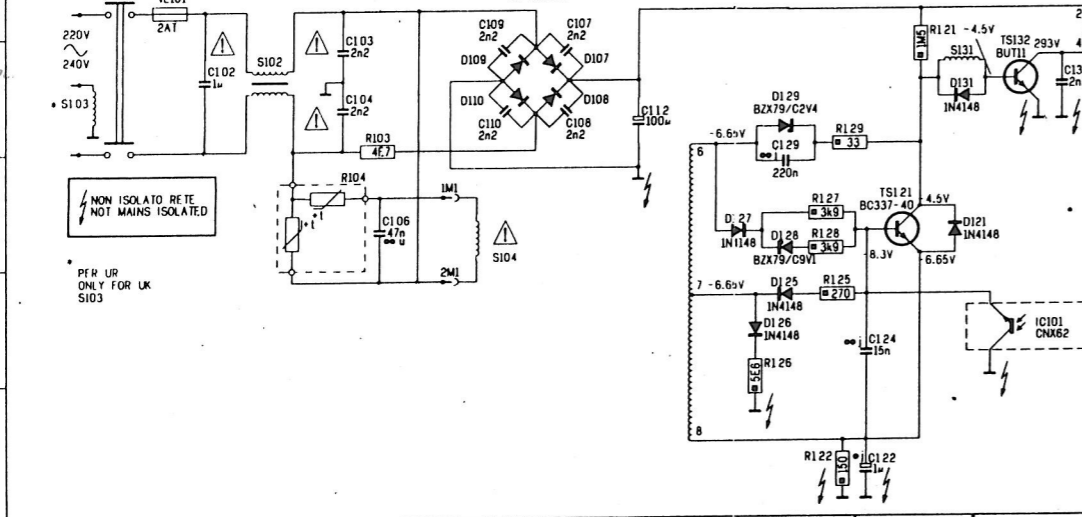 2AT
220V
240V
S103
C102
1µ
S102
C103
2n2
C104
2n2
R103
4E7
C109
2n2
C107
2n2
D109
D107
D110
D108
C110
2n2
C108
2n2
C112
100µ
R104
+t
+t
C106
47n
u
1M1
2M1
S104
NON ISOLATO RETE
NOT MAINS ISOLATED
* PER UR
ONLY FOR UK
S103
6
-6.65V
D129
BZX79/C2V4
C129
220n
R129
33
R121
1M5
-4.5V
S131
D131
1N4148
TS132
BUT11
293V
2
4
C13
2n
D127
1N4148
R127
3k9
D128
BZX79/C9V1
R128
3k9
TS121
BC337-40
-4.5V
D121
1N4148
-8.3V
-6.65V
7
-6.65V
D125
1N4148
R125
270
D126
1N4148
R126
5E6
C124
15n
IC101
CNX62
8
R122
150
C122
1µ